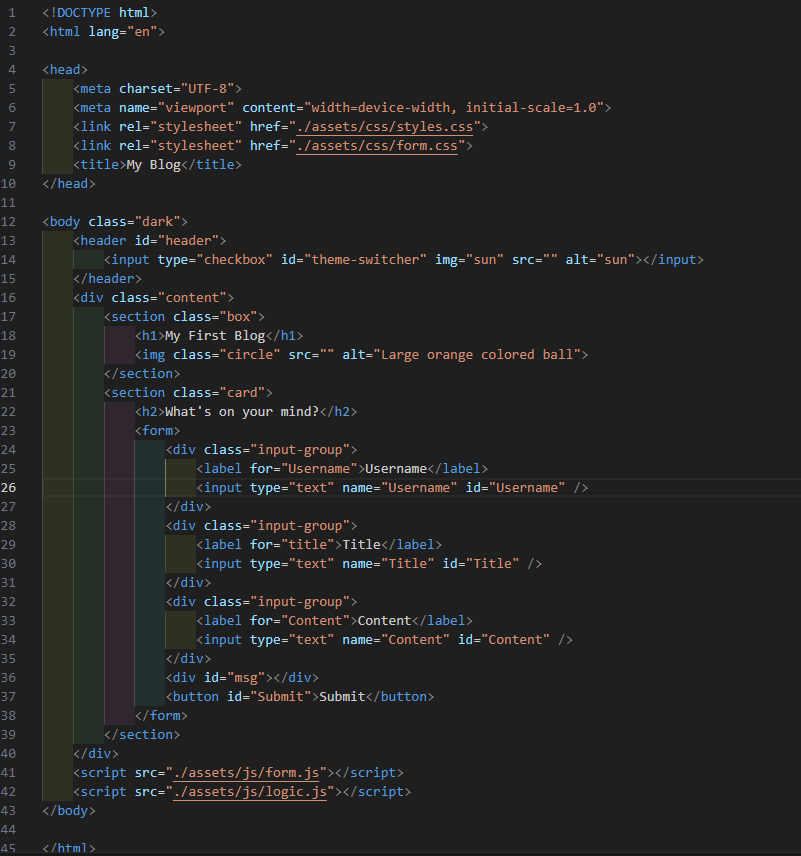 1 <!DOCTYPE html>
2 <html lang="en">
3
4 <head>
5 <meta charset="UTF-8">
6 <meta name="viewport" content="width=device-width, initial-scale=1.0">
7 <link rel="stylesheet" href="./assets/css/styles.css">
8 <link rel="stylesheet" href="./assets/css/form.css">
9 <title>My Blog</title>
10 </head>
11
12 <body class="dark">
13 <header id="header">
14 <input type="checkbox" id="theme-switcher" img="sun" src="" alt="sun"></input>
15 </header>
16 <div class="content">
17 <section class="box">
18 <h1>My First Blog</h1>
19 <img class="circle" src="" alt="Large orange colored ball">
20 </section>
21 <section class="card">
22 <h2>What's on your mind?</h2>
23 <form>
24 <div class="input-group">
25 <label for="Username">Username</label>
26 <input type="text" name="Username" id="Username" />
27 </div>
28 <div class="input-group">
29 <label for="title">Title</label>
30 <input type="text" name="Title" id="Title" />
31 </div>
32 <div class="input-group">
33 <label for="Content">Content</label>
34 <input type="text" name="Content" id="Content" />
35 </div>
36 <div id="msg"></div>
37 <button id="Submit">Submit</button>
38 </form>
39 </section>
40 </div>
41 <script src="./assets/js/form.js"></script>
42 <script src="./assets/js/logic.js"></script>
43 </body>
44
45 </html>